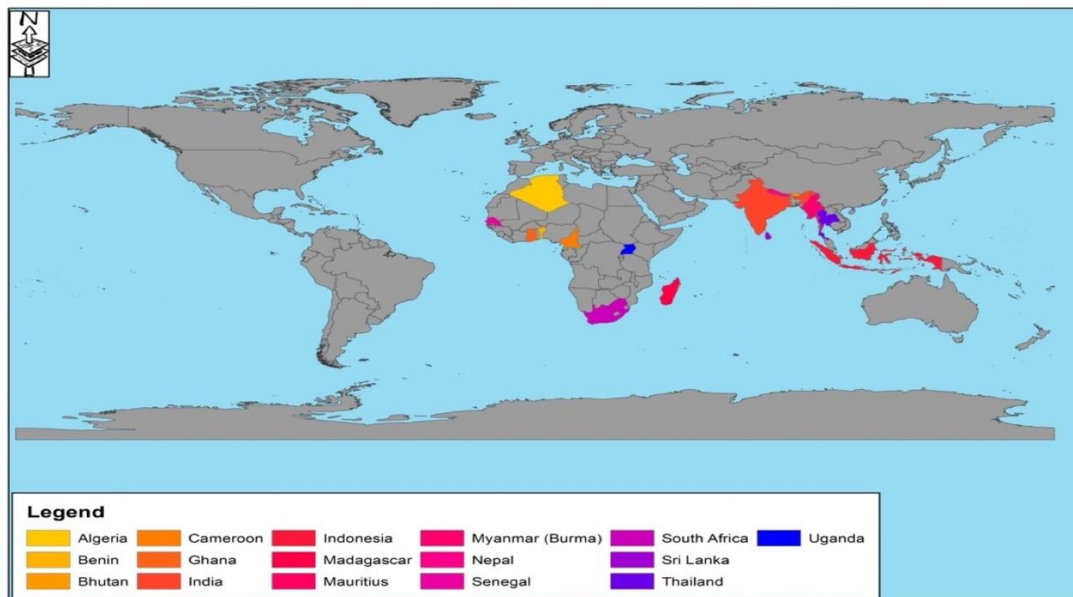 N
Legend
Algeria Cameroon Indonesia Myanmar (Burma) South Africa Uganda
Benin Ghana Madagascar Nepal Sri Lanka
Bhutan India Mauritius Senegal Thailand